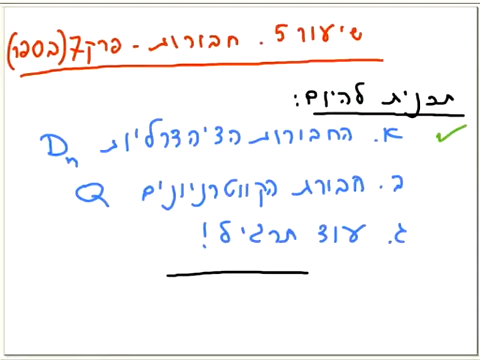 שיעור 5. חבורות - פרק 7 (בספר)
תכנית להיום:
א. החבורות הדיהדרליות Dn
ב. חבורת הקווטרניונים Q
ג. עוד תרגיל!